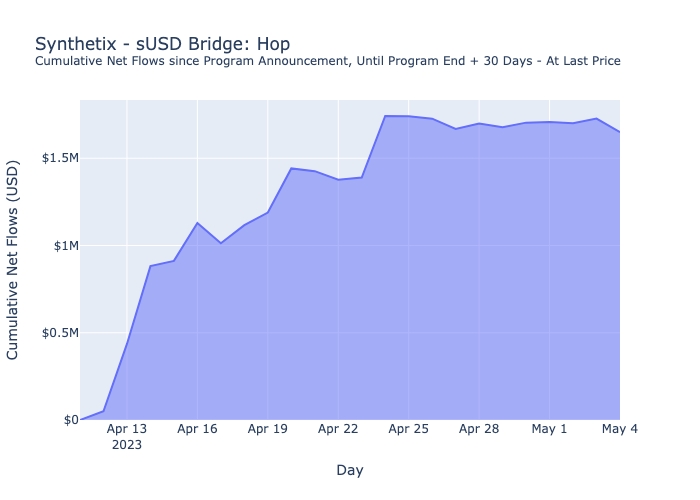 Synthetix - sUSD Bridge: Hop
Cumulative Net Flows since Program Announcement, Until Program End + 30 Days - At Last Price
Cumulative Net Flows (USD)
$1.5M
$1M
$0.5M
$0
Apr 13
2023
Apr 16
Apr 19
Apr 22
Apr 25
Apr 28
May 1
May 4
Day